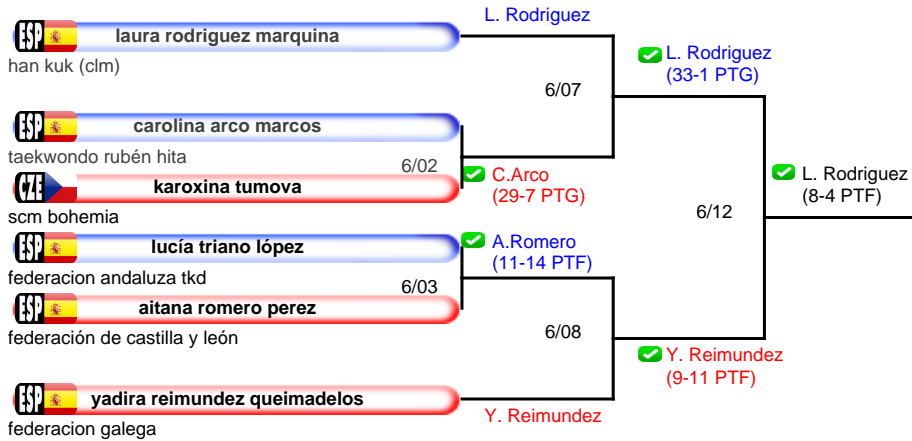 L. Rodriguez
ESP laura rodriguez marquina
han kuk (clm)
L. Rodriguez
(33-1 PTG)
6/07
ESP carolina arco marcos
taekwondo rubén hita
6/02
C.Arco
(29-7 PTG)
CZE karoxina tumova
scm bohemia
L. Rodriguez
(8-4 PTF)
6/12
ESP lucía triano lópez
federacion andaluza tkd
A.Romero
(11-14 PTF)
6/03
ESP aitana romero perez
federación de castilla y león
6/08
Y. Reimundez
(9-11 PTF)
ESP yadira reimundez queimadelos
federacion galega
Y. Reimundez